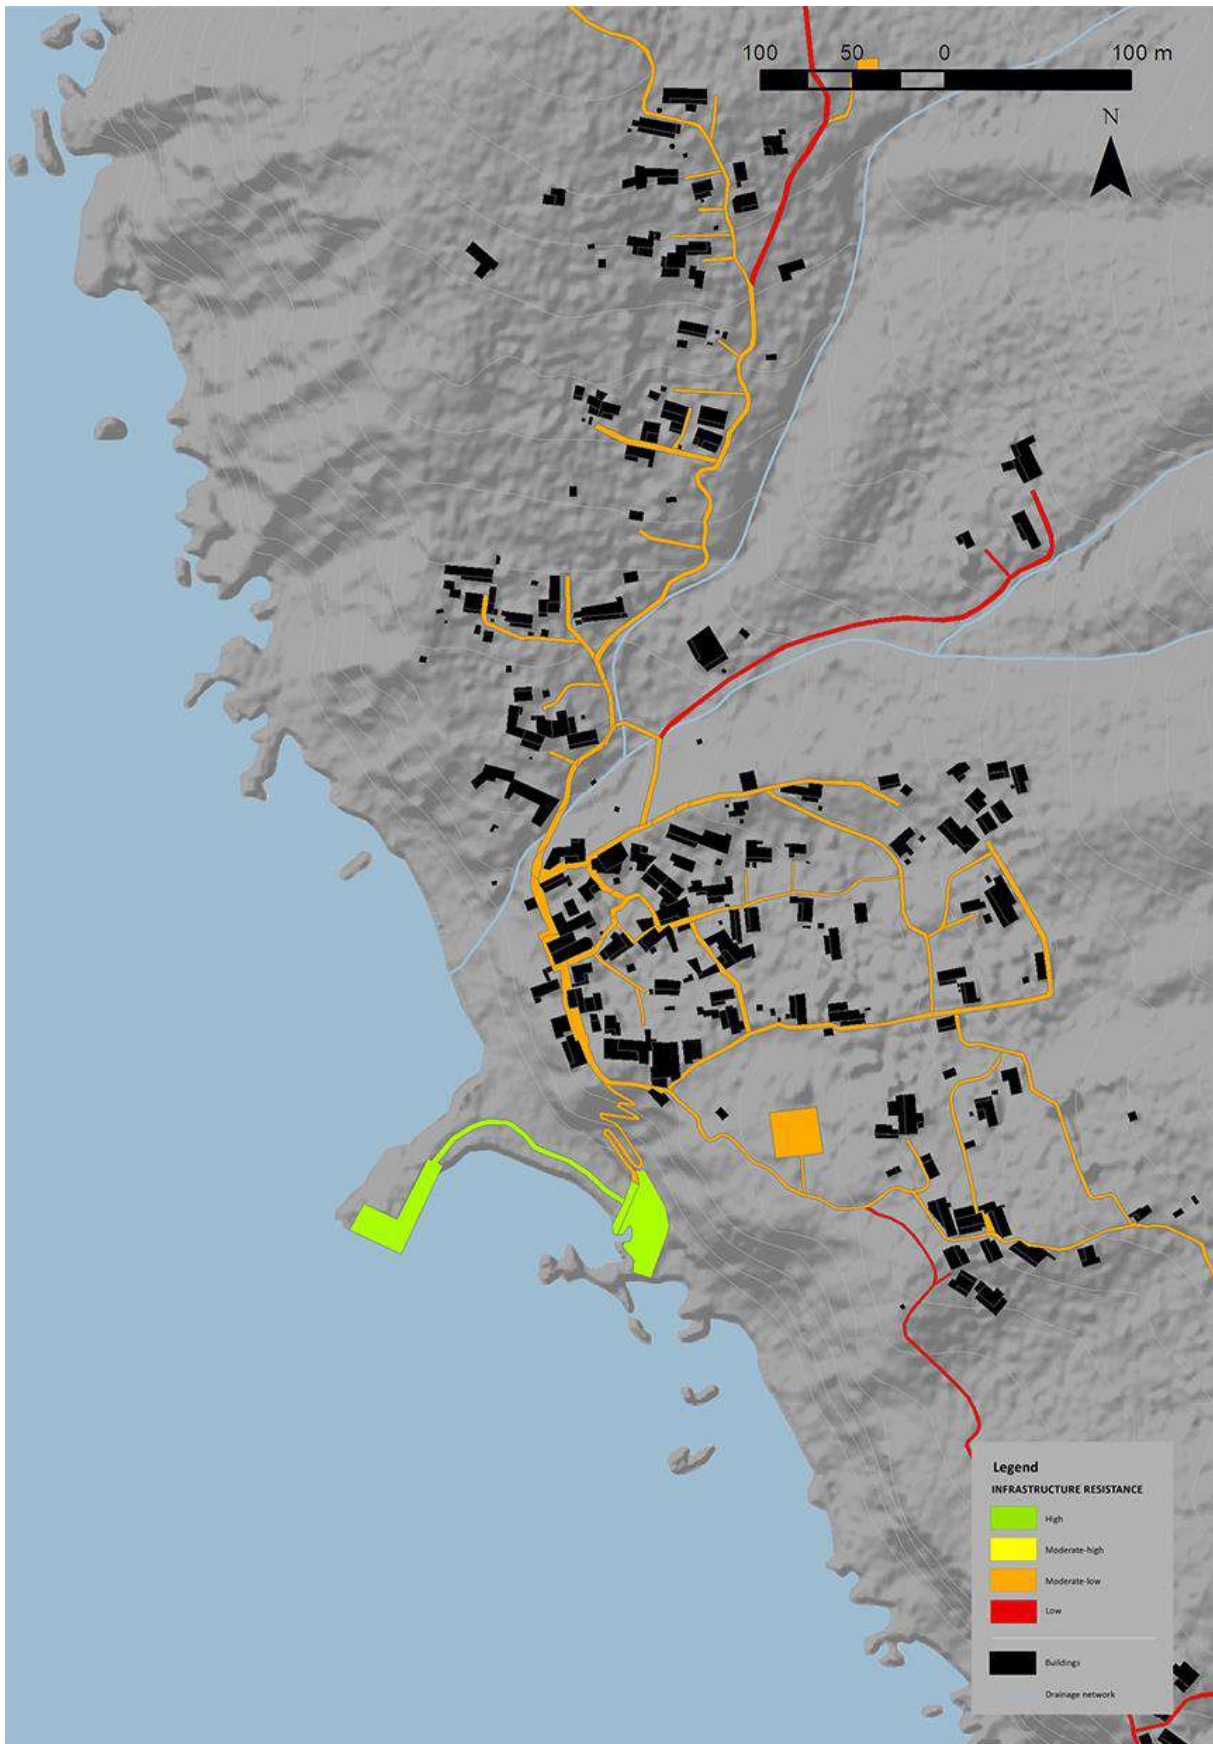 100 50 0 100 m
N
Legend
INFRASTRUCTURE RESISTANCE
High
Moderate-high
Moderate-low
Low
Buildings
Drainage network